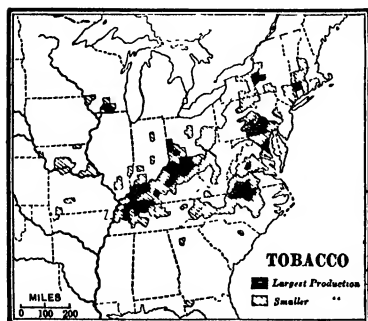 TOBACCO
Largest Production
Smaller "
MILES
0 100 200